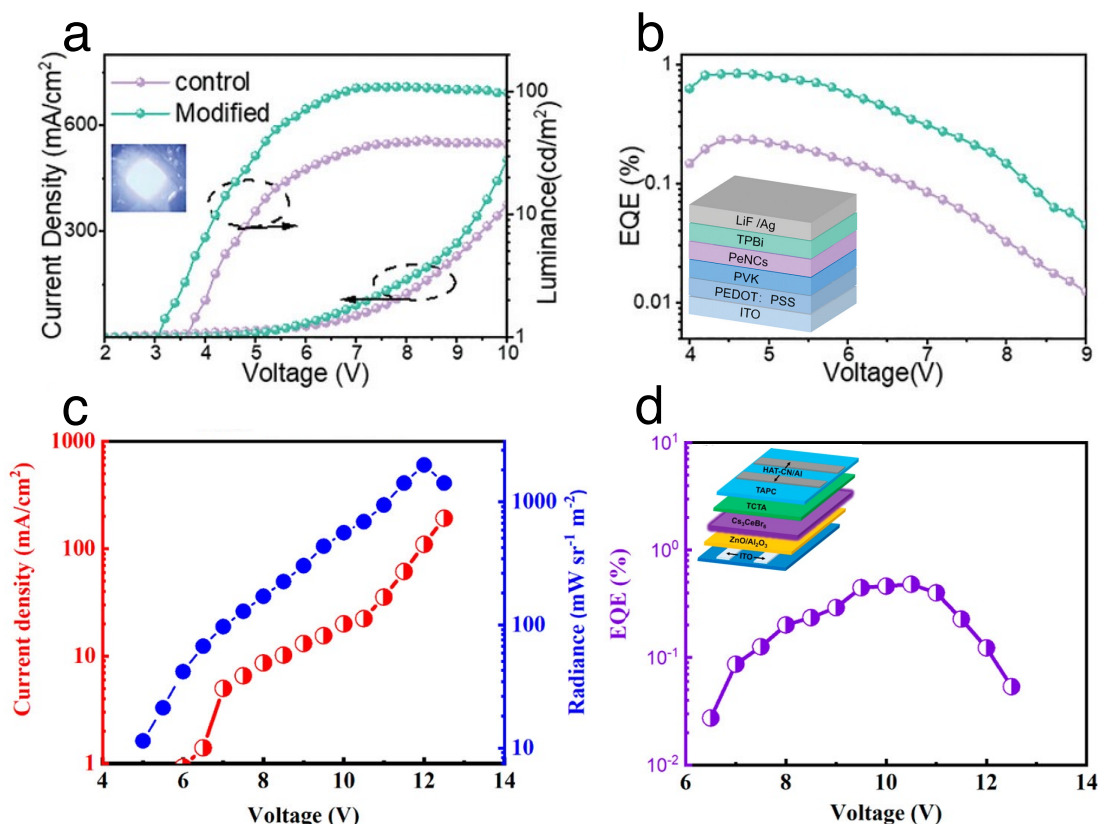 a
Current Density (mA/cm²)
600
300
control
Modified
100
10
1
Luminance(cd/m²)
2 3 4 5 6 7 8 9 10
Voltage (V)
b
EQE (%)
1
0.1
0.01
LiF /Ag
TPBi
PeNCs
PVK
PEDOT: PSS
ITO
4 5 6 7 8 9
Voltage(V)
c
Current density (mA/cm²)
1000
100
10
1
1000
100
10
Radiance (mW sr⁻¹ m⁻²)
4 6 8 10 12 14
Voltage (V)
d
EQE (%)
10¹
10⁰
10⁻¹
10⁻²
HAT-CN/Al
TAPC
TCTA
Cs₃CeBr₆
ZnO/Al₂O₃
ITO
6 8 10 12 14
Voltage (V)